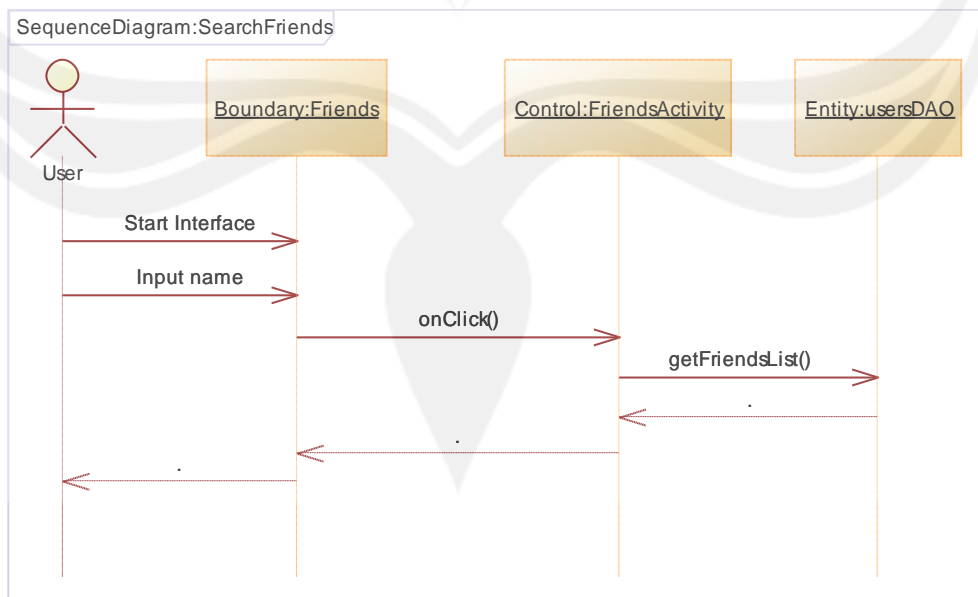 SequenceDiagram:SearchFriends
User
Boundary:Friends
Control:FriendsActivity
Entity:usersDAO
Start Interface
Input name
onClick()
getFriendsList()
.
.
.